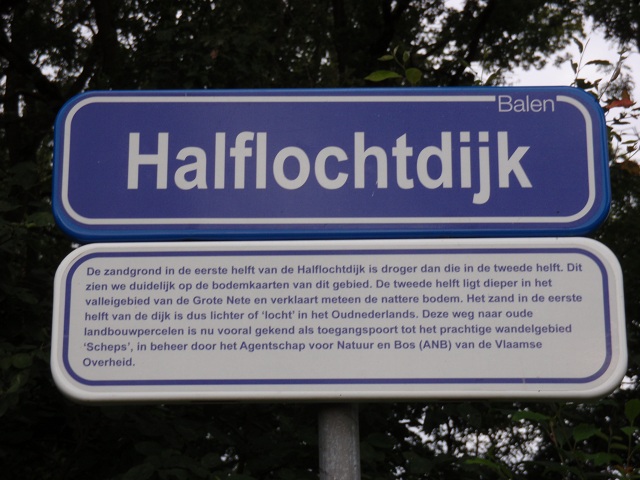 Balen
Halflochtdijk
De zandgrond in de eerste helft van de Halflochtdijk is droger dan die in de tweede helft. Dit
zien we duidelijk op de bodemkaarten van dit gebied. De tweede helft ligt dieper in het
valleigebied van de Grote Nete en verklaart meteen de nattere bodem. Het zand in de eerste
helft van de dijk is dus lichter of ‘locht’ in het Oudnederlands. Deze weg naar oude
landbouwpercelen is nu vooral gekend als toegangspoort tot het prachtige wandelgebied
‘Scheps’, in beheer door het Agentschap voor Natuur en Bos (ANB) van de Vlaamse
Overheid.